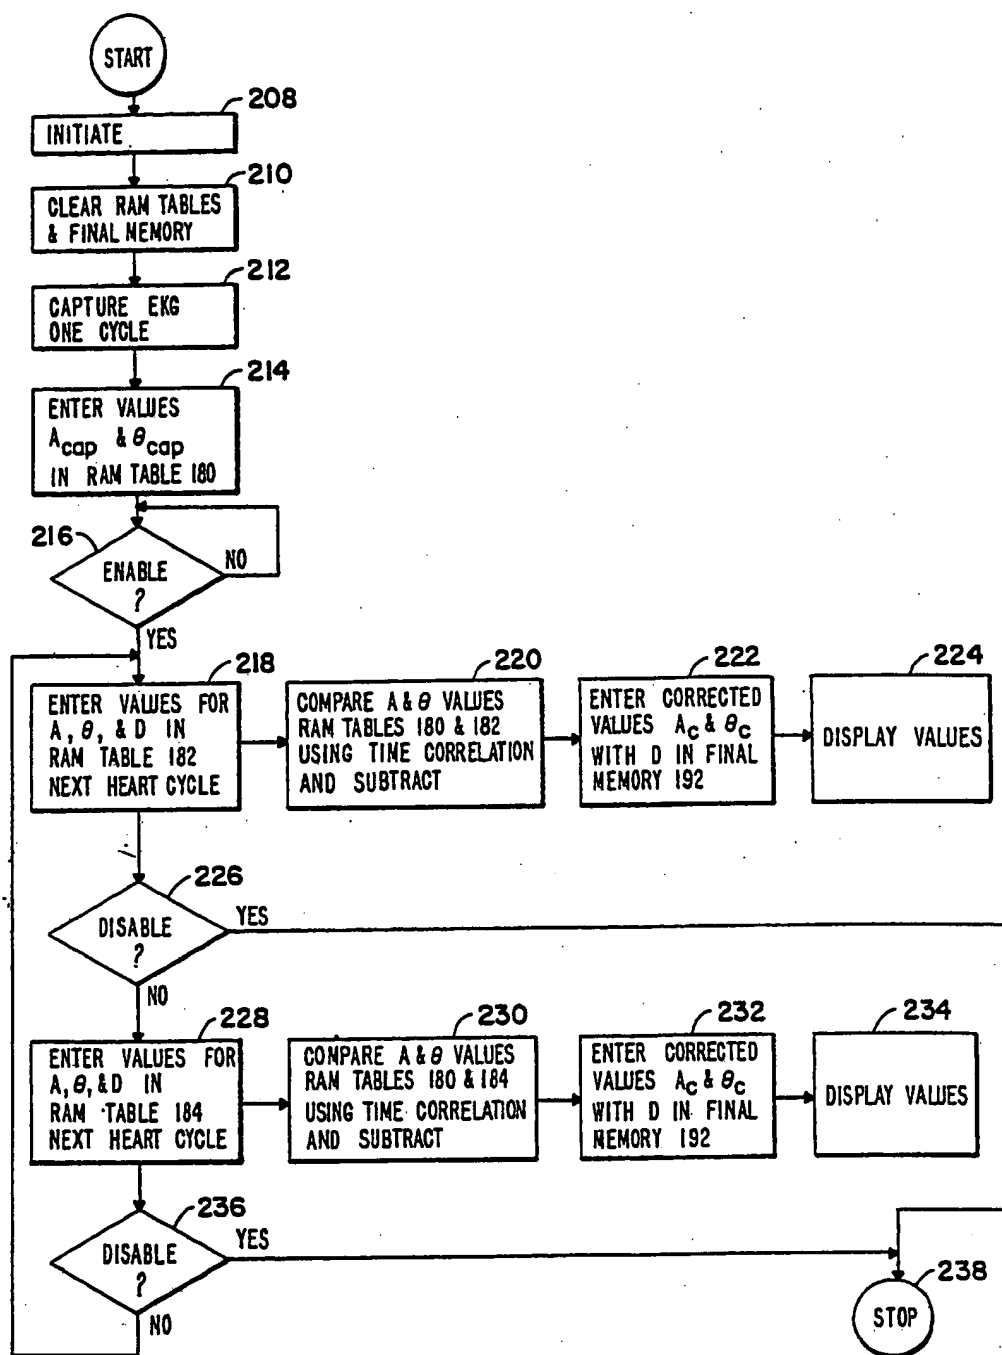 START
208
INITIATE
210
CLEAR RAM TABLES
& FINAL MEMORY
212
CAPTURE EKG
ONE CYCLE
214
ENTER VALUES
Acap & θcap
IN RAM TABLE 180
216
ENABLE
?
NO
YES
218
ENTER VALUES FOR
A, θ, & D IN
RAM TABLE 182
NEXT HEART CYCLE
220
COMPARE A & θ VALUES
RAM TABLES 180 & 182
USING TIME CORRELATION
AND SUBTRACT
222
ENTER CORRECTED
VALUES Ac & θc
WITH D IN FINAL
MEMORY 192
224
DISPLAY VALUES
226
DISABLE
?
YES
NO
228
ENTER VALUES FOR
A, θ, & D IN
RAM TABLE 184
NEXT HEART CYCLE
230
COMPARE A & θ VALUES
RAM TABLES 180 & 184
USING TIME CORRELATION
AND SUBTRACT
232
ENTER CORRECTED
VALUES Ac & θc
WITH D IN FINAL
MEMORY 192
234
DISPLAY VALUES
236
DISABLE
?
YES
NO
238
STOP